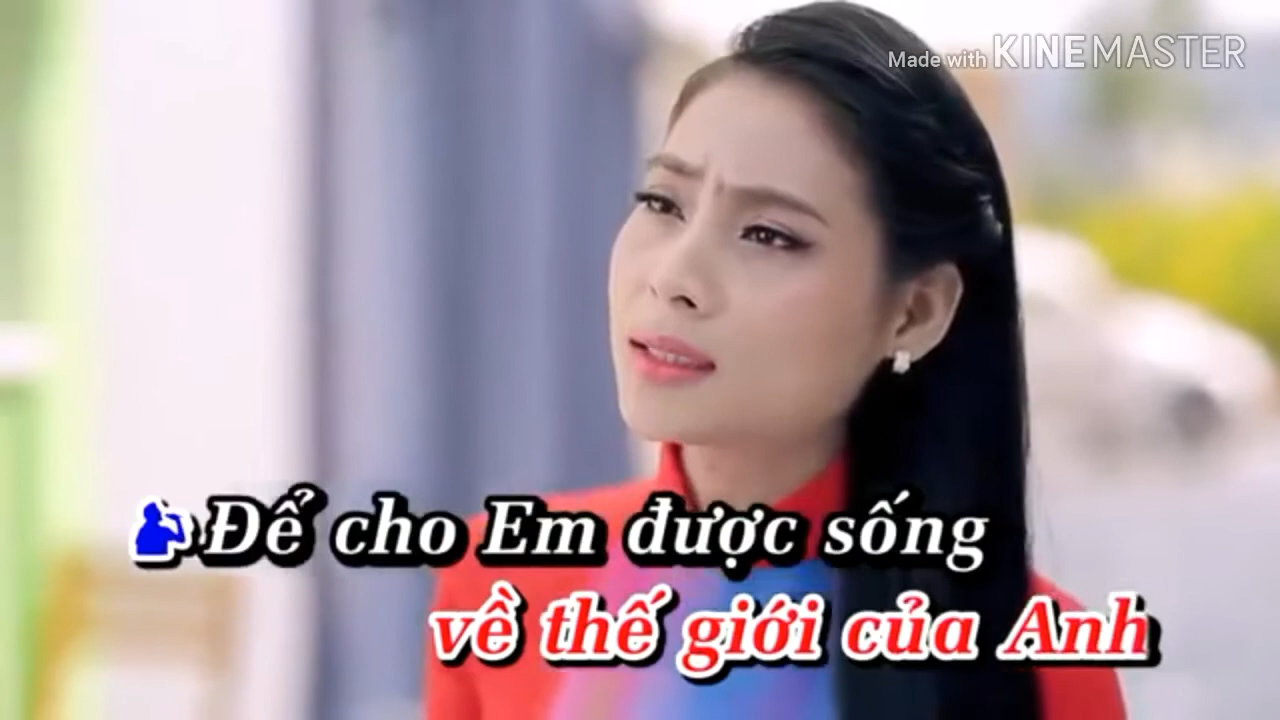 Made with KINEMASTER
Để cho Em được sống
về thế giới của Anh